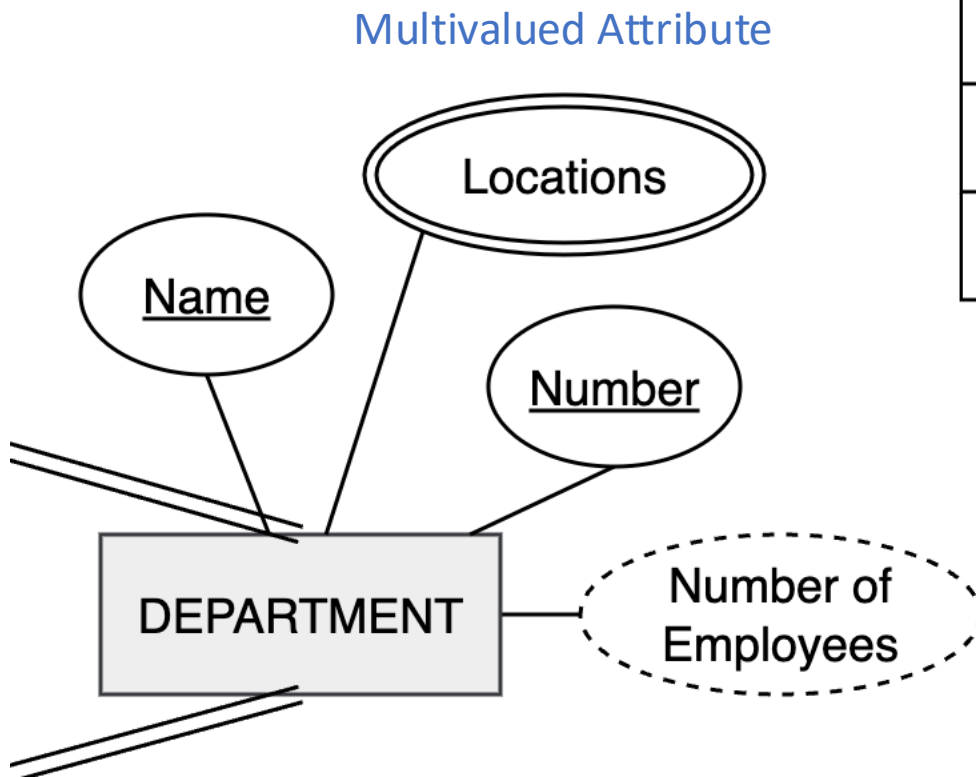 Multivalued Attribute
Locations
Name
Number
DEPARTMENT
Number of
Employees